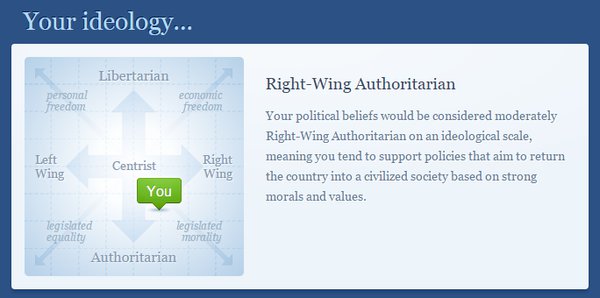 Your ideology...
Libertarian
personal
freedom
economic
freedom
Left
Wing
Centrist
Right
Wing
You
legislated
equality
legislated
morality
Authoritarian
Right-Wing Authoritarian
Your political beliefs would be considered moderately
Right-Wing Authoritarian on an ideological scale,
meaning you tend to support policies that aim to return
the country into a civilized society based on strong
morals and values.